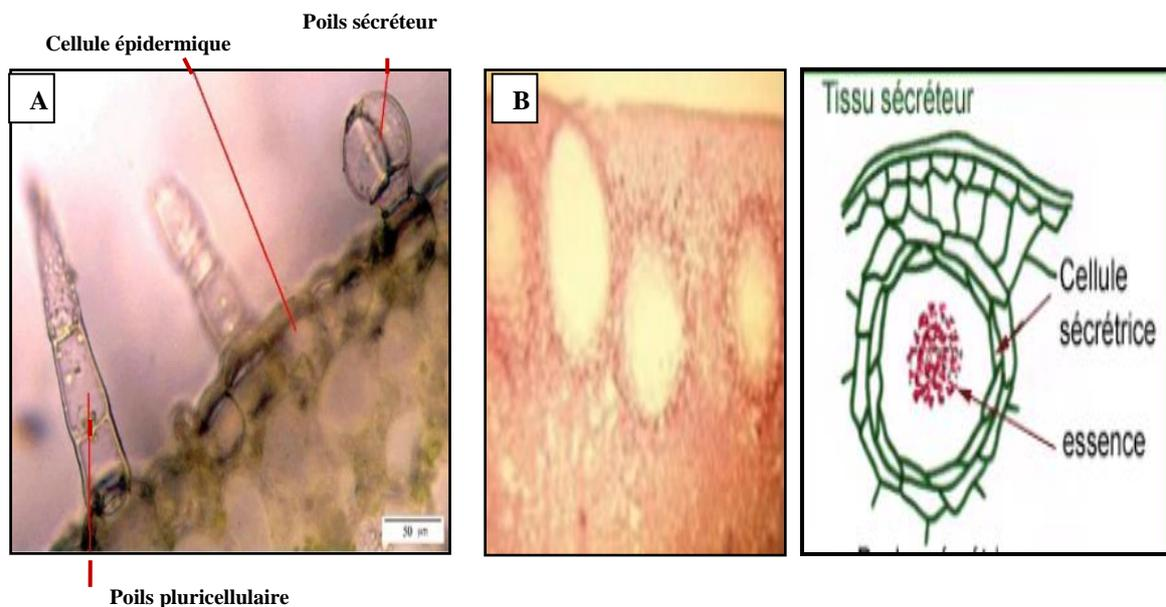 Poils sécréteur
Cellule épidermique
A
B
Tissu sécréteur
Cellule
sécrétrice
essence
50 µm
Poils pluricellulaire